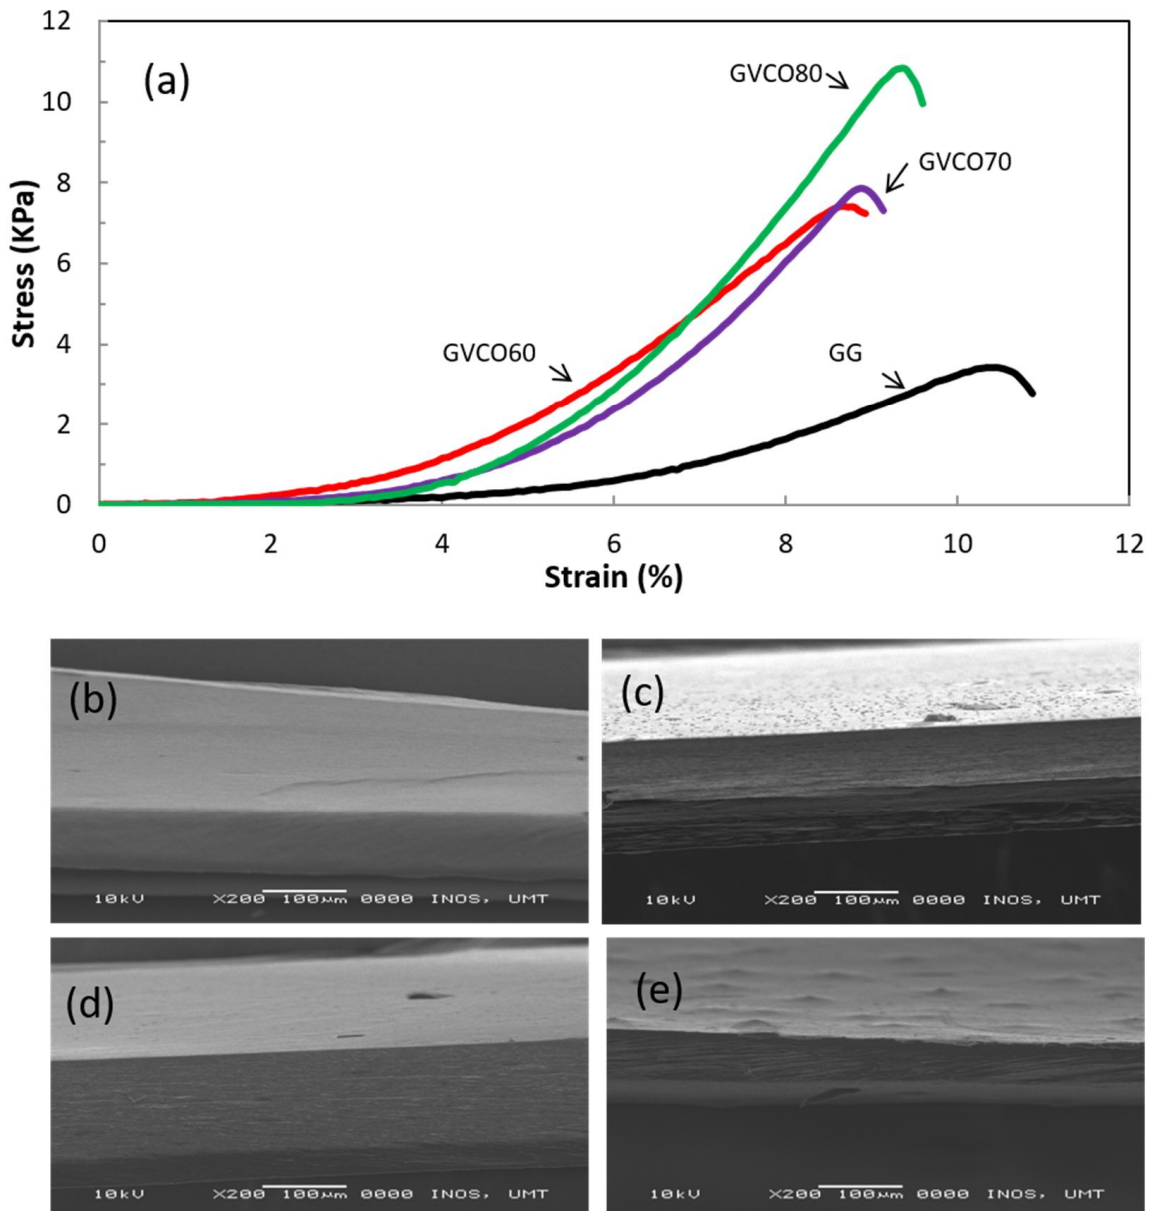 (a)
Stress (KPa)
12
10
8
6
4
2
0
GVCO80
GVCO70
GVCO60
GG
0 2 4 6 8 10 12
Strain (%)
(b)
10kV X200 100μm 0000 INOS, UMT
(c)
10kV X200 100μm 0000 INOS, UMT
(d)
10kV X200 100μm 0000 INOS, UMT
(e)
10kV X200 100μm 0000 INOS, UMT